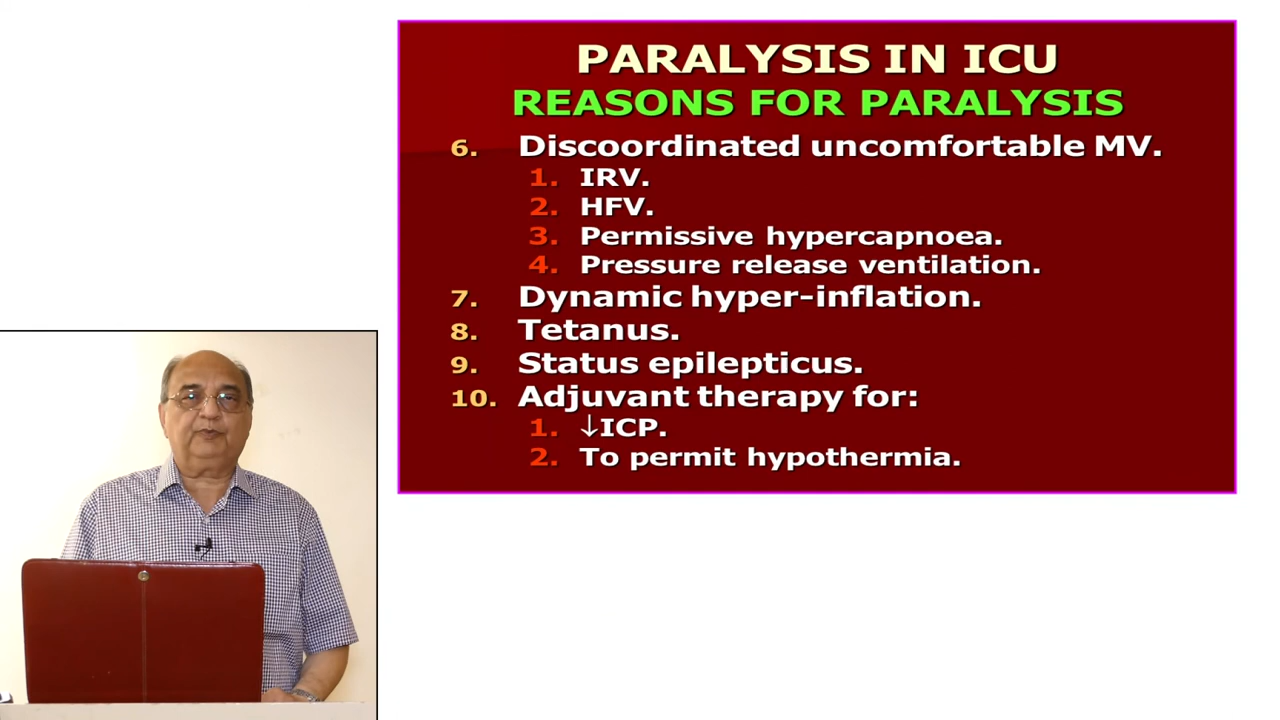 PARALYSIS IN ICU
REASONS FOR PARALYSIS
6. Discoordinated uncomfortable MV.
1. IRV.
2. HFV.
3. Permissive hypercapnoea.
4. Pressure release ventilation.
7. Dynamic hyper-inflation.
8. Tetanus.
9. Status epilepticus.
10. Adjuvant therapy for:
1. ↓ICP.
2. To permit hypothermia.